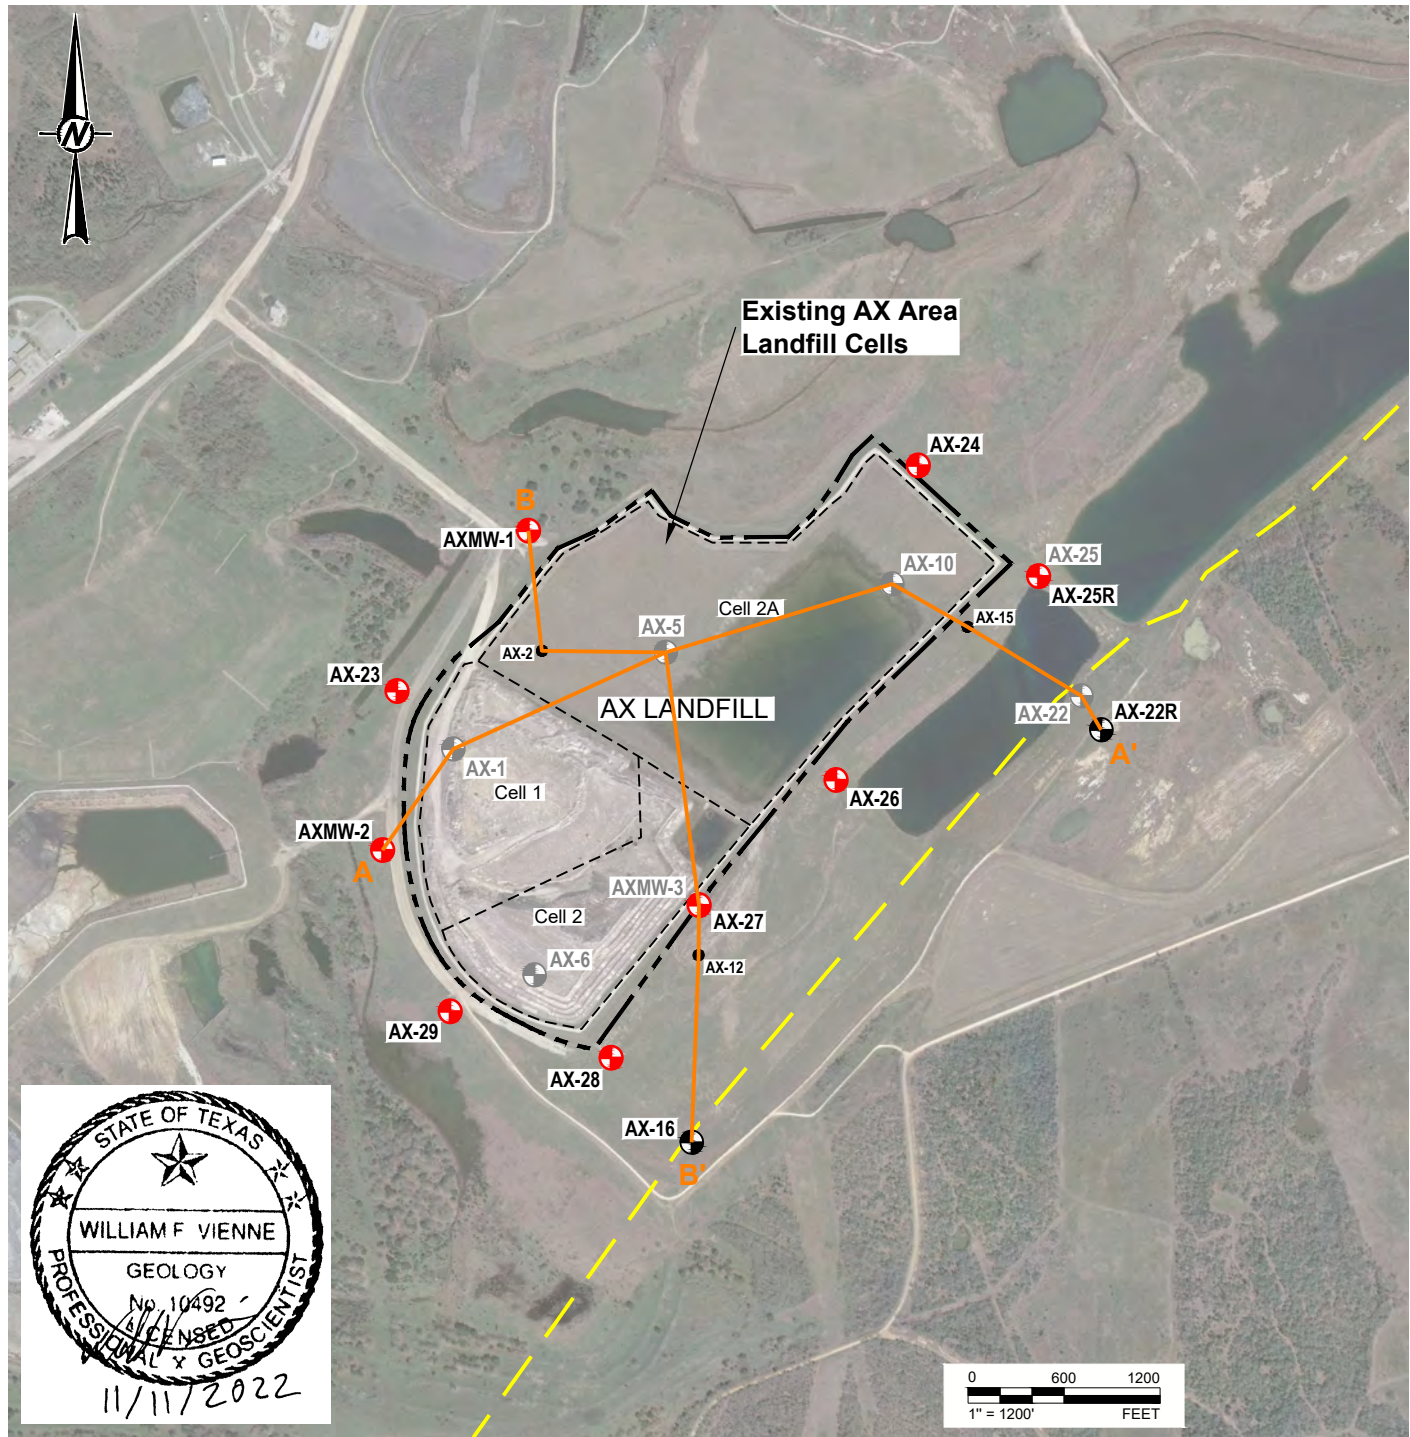 N
Existing AX Area
Landfill Cells
AX-24
B
AXMW-1
AX-10
AX-25
AX-25R
Cell 2A
AX-15
AX-5
AX-2
AX-23
AX LANDFILL
AX-22
AX-22R
A'
AX-1
Cell 1
AX-26
AXMW-2
A
AXMW-3
AX-27
Cell 2
AX-12
AX-6
AX-29
AX-28
AX-16
B'
STATE OF TEXAS
WILLIAM F VIENNE
GEOLOGY
No. 10492
LICENSED
PROFESSIONAL GEOSCIENTIST
11/11/2022
0 600 1200
1" = 1200' FEET